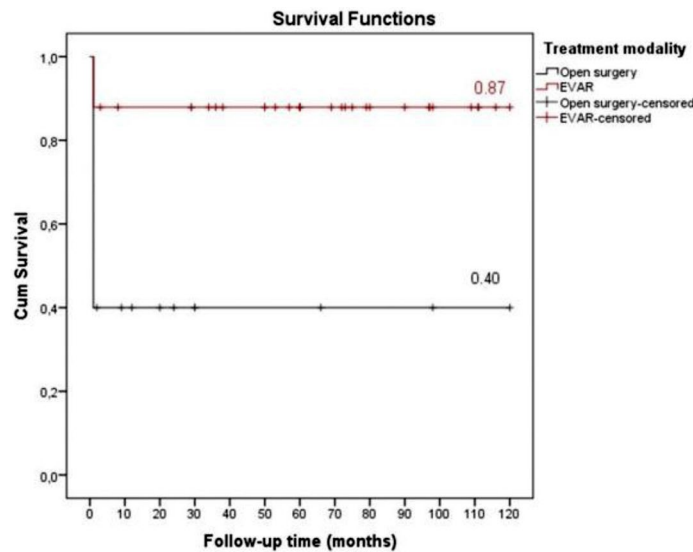 Survival Functions
Treatment modality
Open surgery
EVAR
Open surgery-censored
EVAR-censored
1,0
0,8
0,6
0,4
0,2
0,0
Cum Survival
0.87
0.40
0 10 20 30 40 50 60 70 80 90 100 110 120
Follow-up time (months)